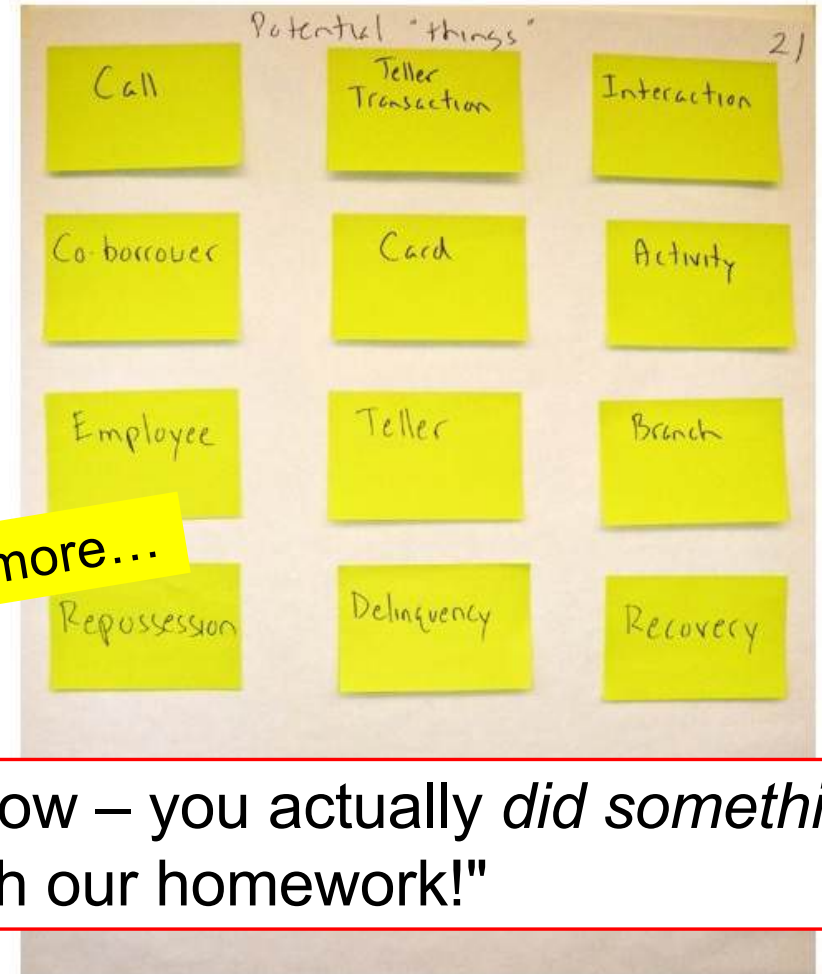 Potential "things"
21
Call
Teller
Transaction
Interaction
Co-borrower
Card
Activity
Employee
Teller
Branch
more…
Repossession
Delinquency
Recovery
ow – you actually did somethi
h our homework!"